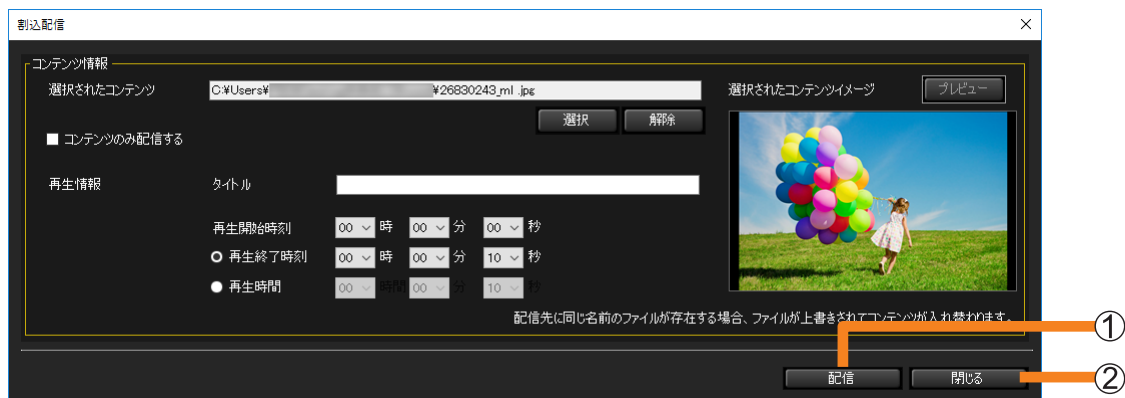 割込配信
コンテンツ情報
選択されたコンテンツ C:¥Users¥ ¥26830243_ml .jpg 選択されたコンテンツイメージ プレビュー
選択 解除
コンテンツのみ配信する
再生情報 タイトル
再生開始時刻 00 時 00 分 00 秒
再生終了時刻 00 時 00 分 10 秒
再生時間 00 時間 00 分 10 秒
配信先に同じ名前のファイルが存在する場合、ファイルが上書きされてコンテンツが入れ替わります。
①
配信 閉じる ②